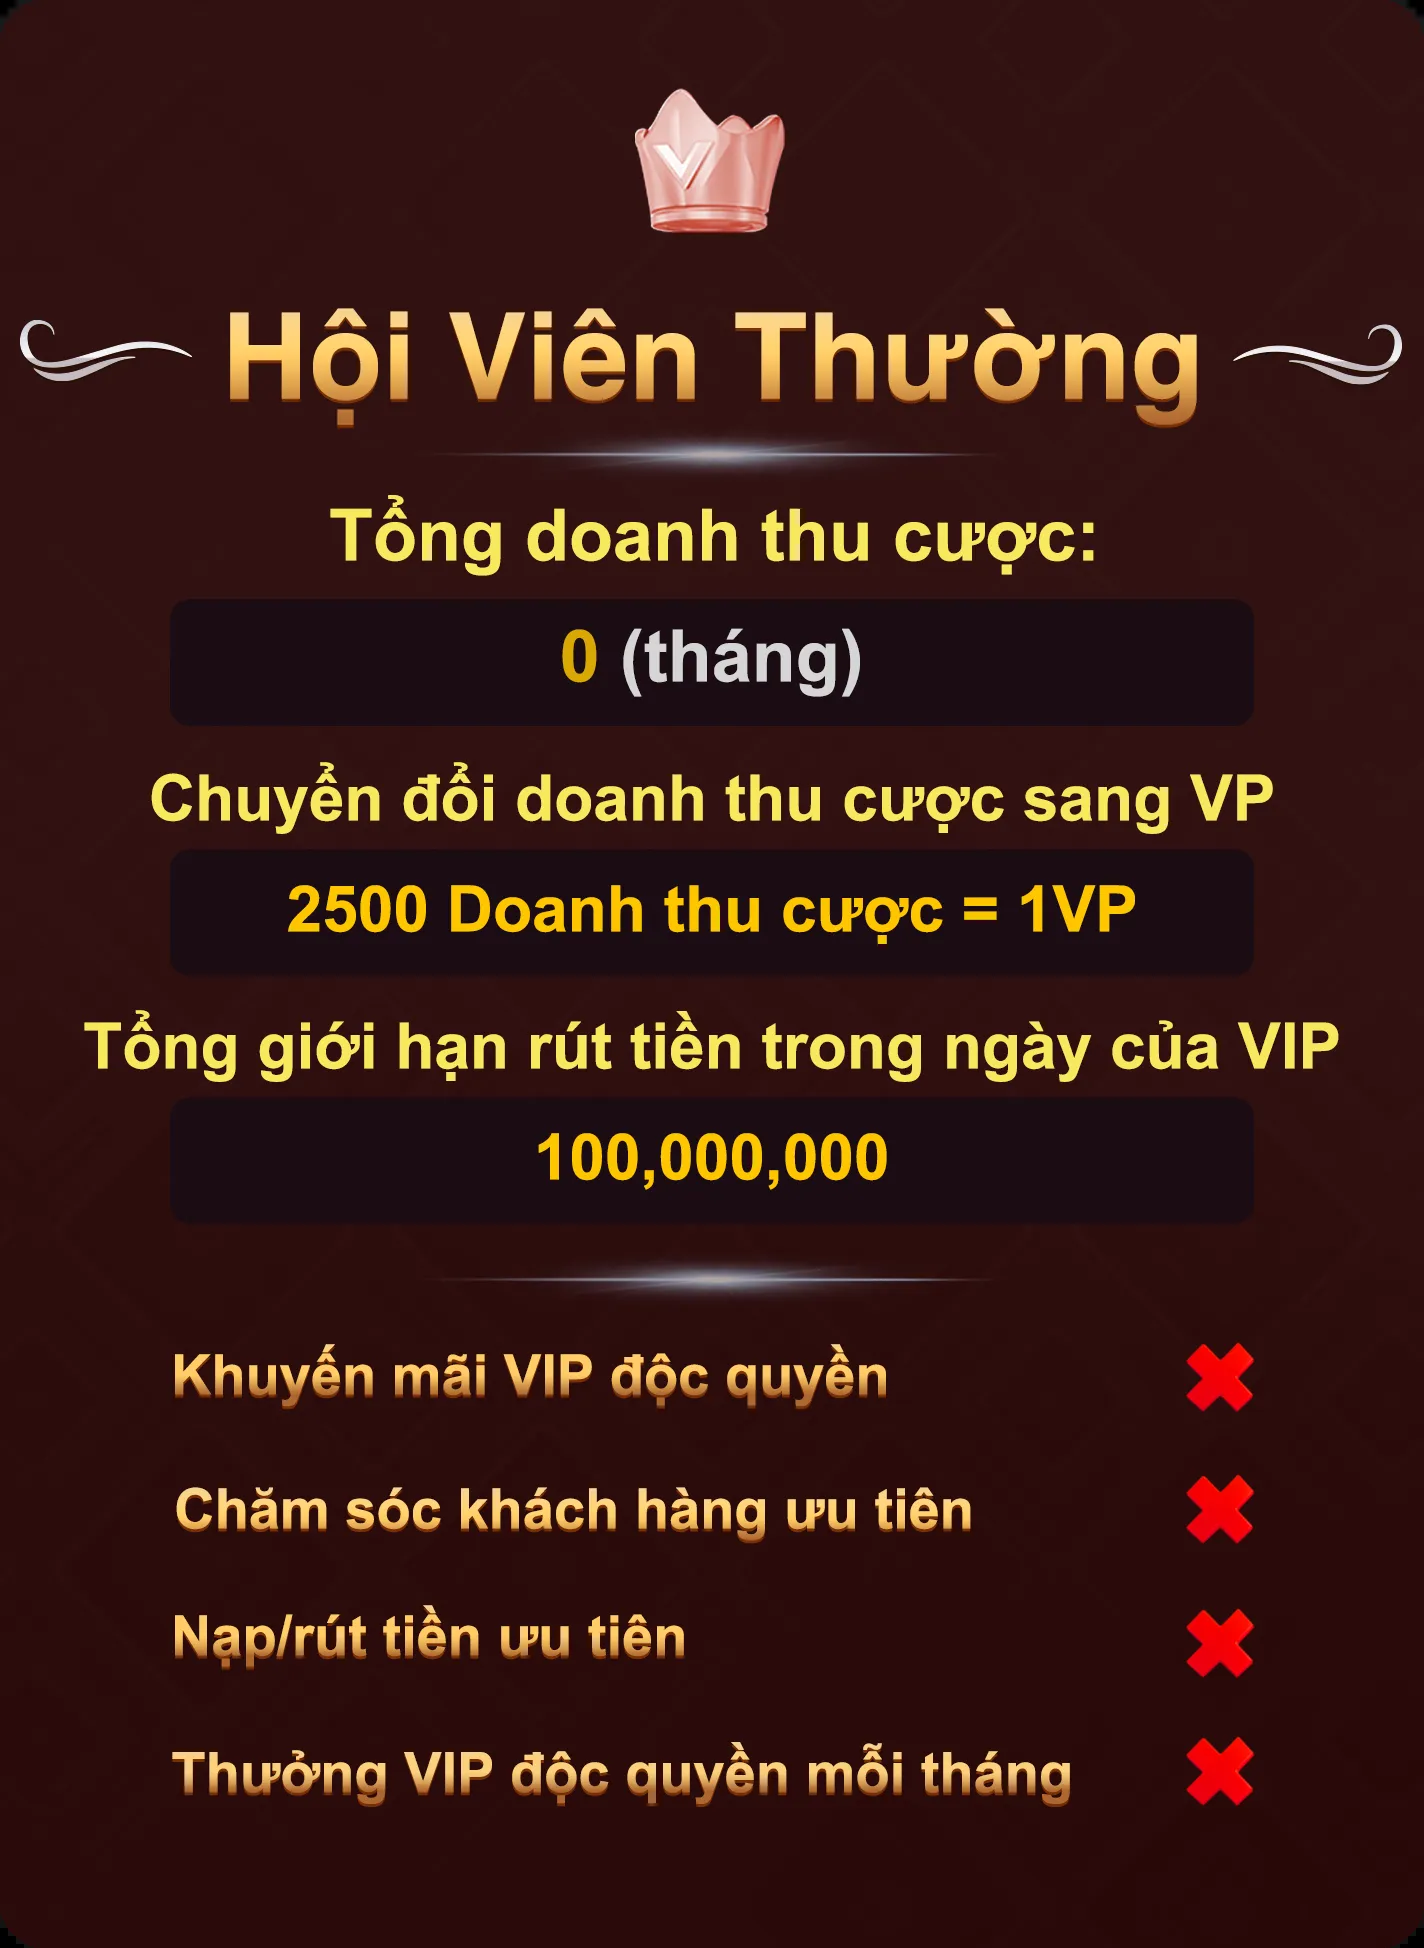 V
Hội Viên Thường
Tổng doanh thu cược:
0 (tháng)
Chuyển đổi doanh thu cược sang VP
2500 Doanh thu cược = 1VP
Tổng giới hạn rút tiền trong ngày của VIP
100,000,000
Khuyến mãi VIP độc quyền
Chăm sóc khách hàng ưu tiên
Nạp/rút tiền ưu tiên
Thưởng VIP độc quyền mỗi tháng